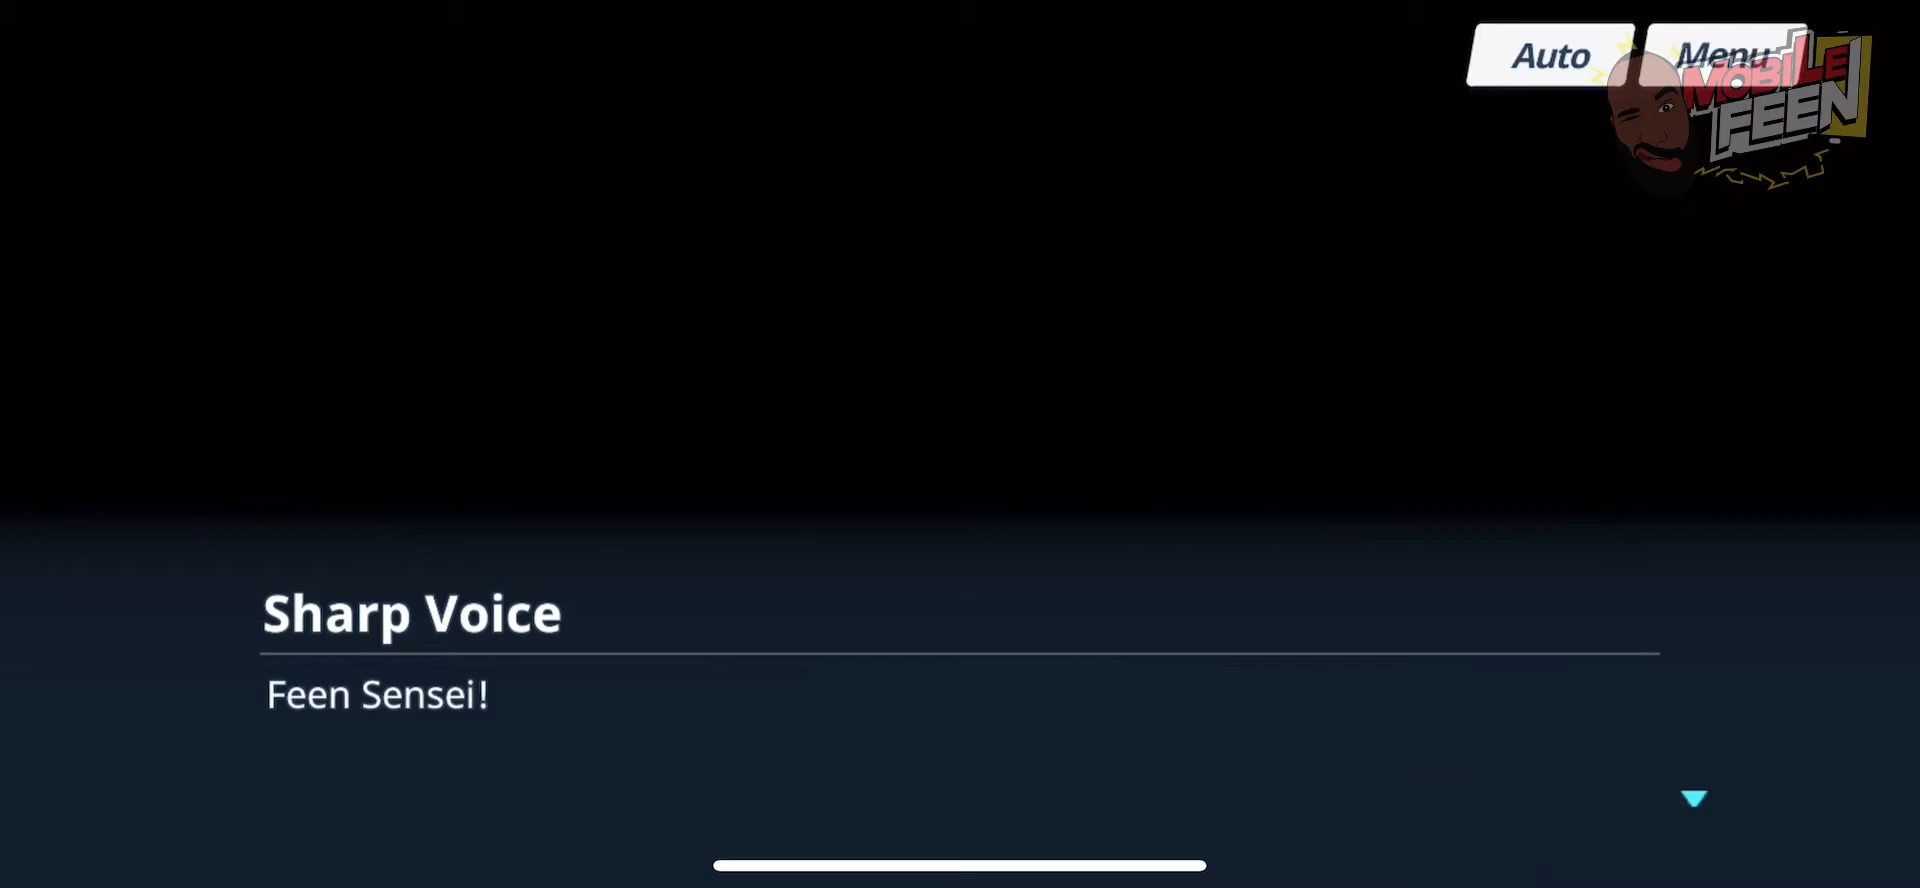 Auto
Menu
MOBILE
FEEN
Sharp Voice
Feen Sensei!